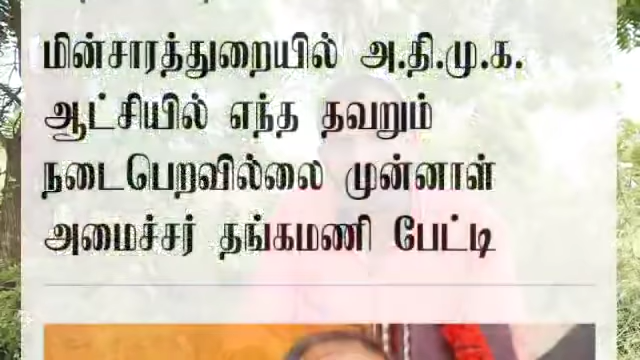 மின்சாரத்துறையில் அ.தி.மு.க.
ஆட்சியில் எந்த தவறும்
நடைபெறவில்லை முன்னாள்
அமைச்சர் தங்கமணி பேட்டி